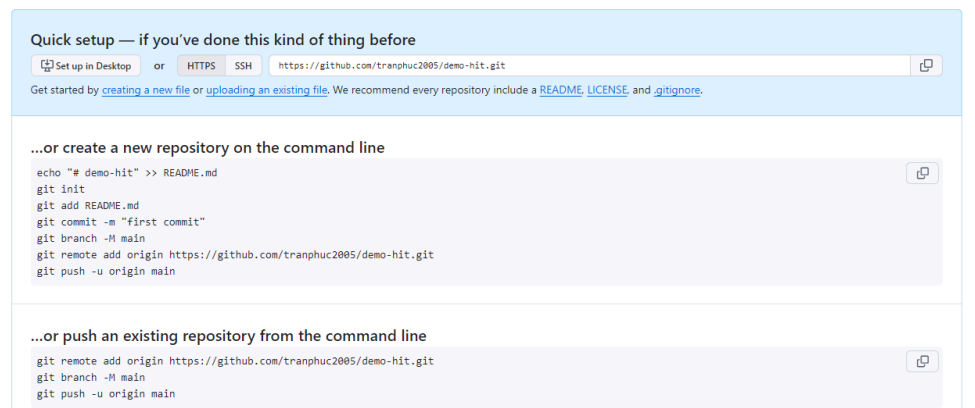 Quick setup — if you've done this kind of thing before
Set up in Desktop or HTTPS SSH https://github.com/tranphuc2005/demo-hit.git
Get started by creating a new file or uploading an existing file. We recommend every repository include a README, LICENSE, and .gitignore.
...or create a new repository on the command line
echo "# demo-hit" >> README.md
git init
git add README.md
git commit -m "first commit"
git branch -M main
git remote add origin https://github.com/tranphuc2005/demo-hit.git
git push -u origin main
...or push an existing repository from the command line
git remote add origin https://github.com/tranphuc2005/demo-hit.git
git branch -M main
git push -u origin main